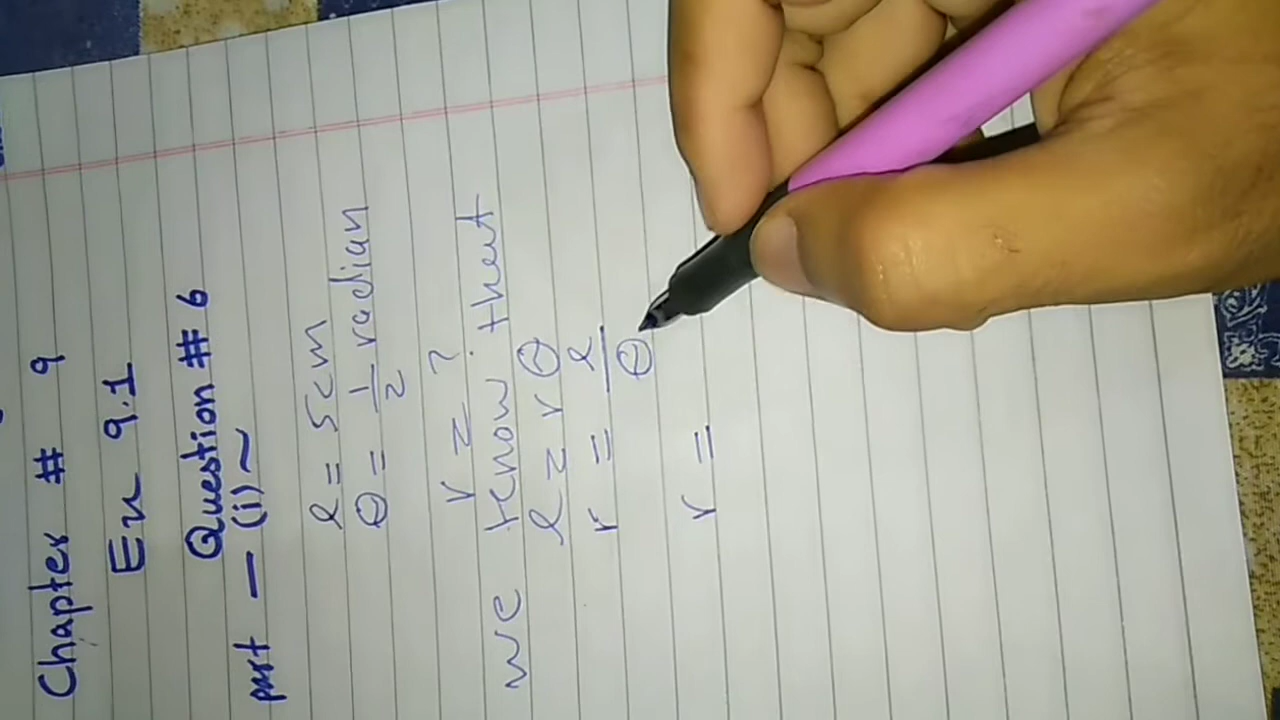 Chapter # 9
Ex 9.1
Question # 6
part - (i) ~
l = 5cm
θ = 1/2 radian
r = ?
we know that
l = rθ
r = l/θ
r =